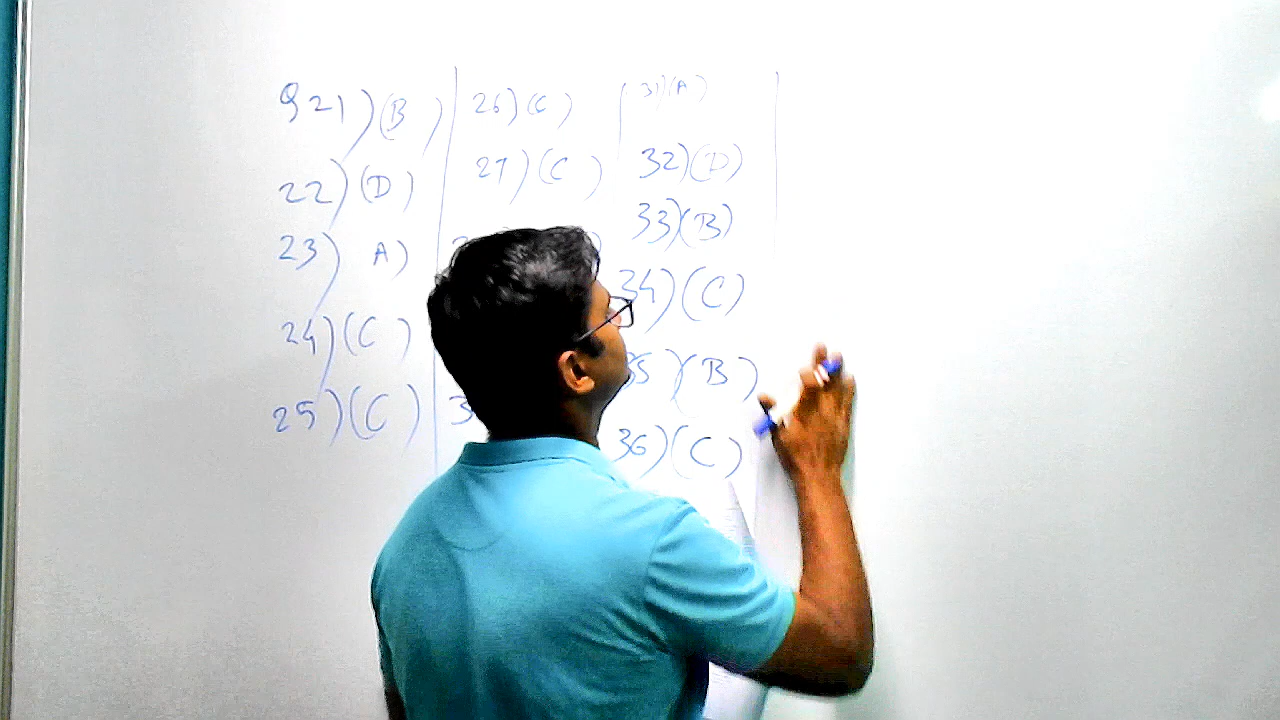 Q21) (B)
22) (D)
23) A)
24) (C)
25) (C)
26) (C)
27) (C)
31) (A)
32) (D)
33) (B)
34) (C)
35) (B)
36) (C)